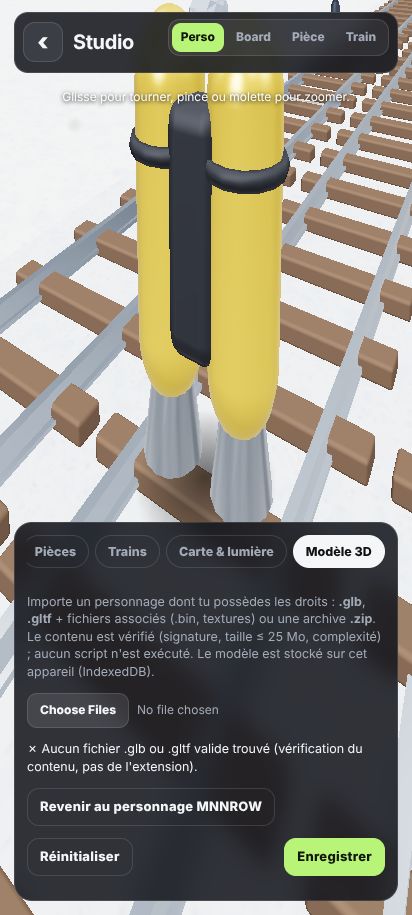 ‹ Studio Perso Board Pièce Train
Glisse pour tourner, pince ou molette pour zoomer.
Pièces Trains Carte & lumière Modèle 3D
Importe un personnage dont tu possèdes les droits : .glb,
.gltf + fichiers associés (.bin, textures) ou une archive .zip.
Le contenu est vérifié (signature, taille ≤ 25 Mo, complexité)
; aucun script n'est exécuté. Le modèle est stocké sur cet
appareil (IndexedDB).
Choose Files No file chosen
× Aucun fichier .glb ou .gltf valide trouvé (vérification du
contenu, pas de l'extension).
Revenir au personnage MNNROW
Réinitialiser Enregistrer